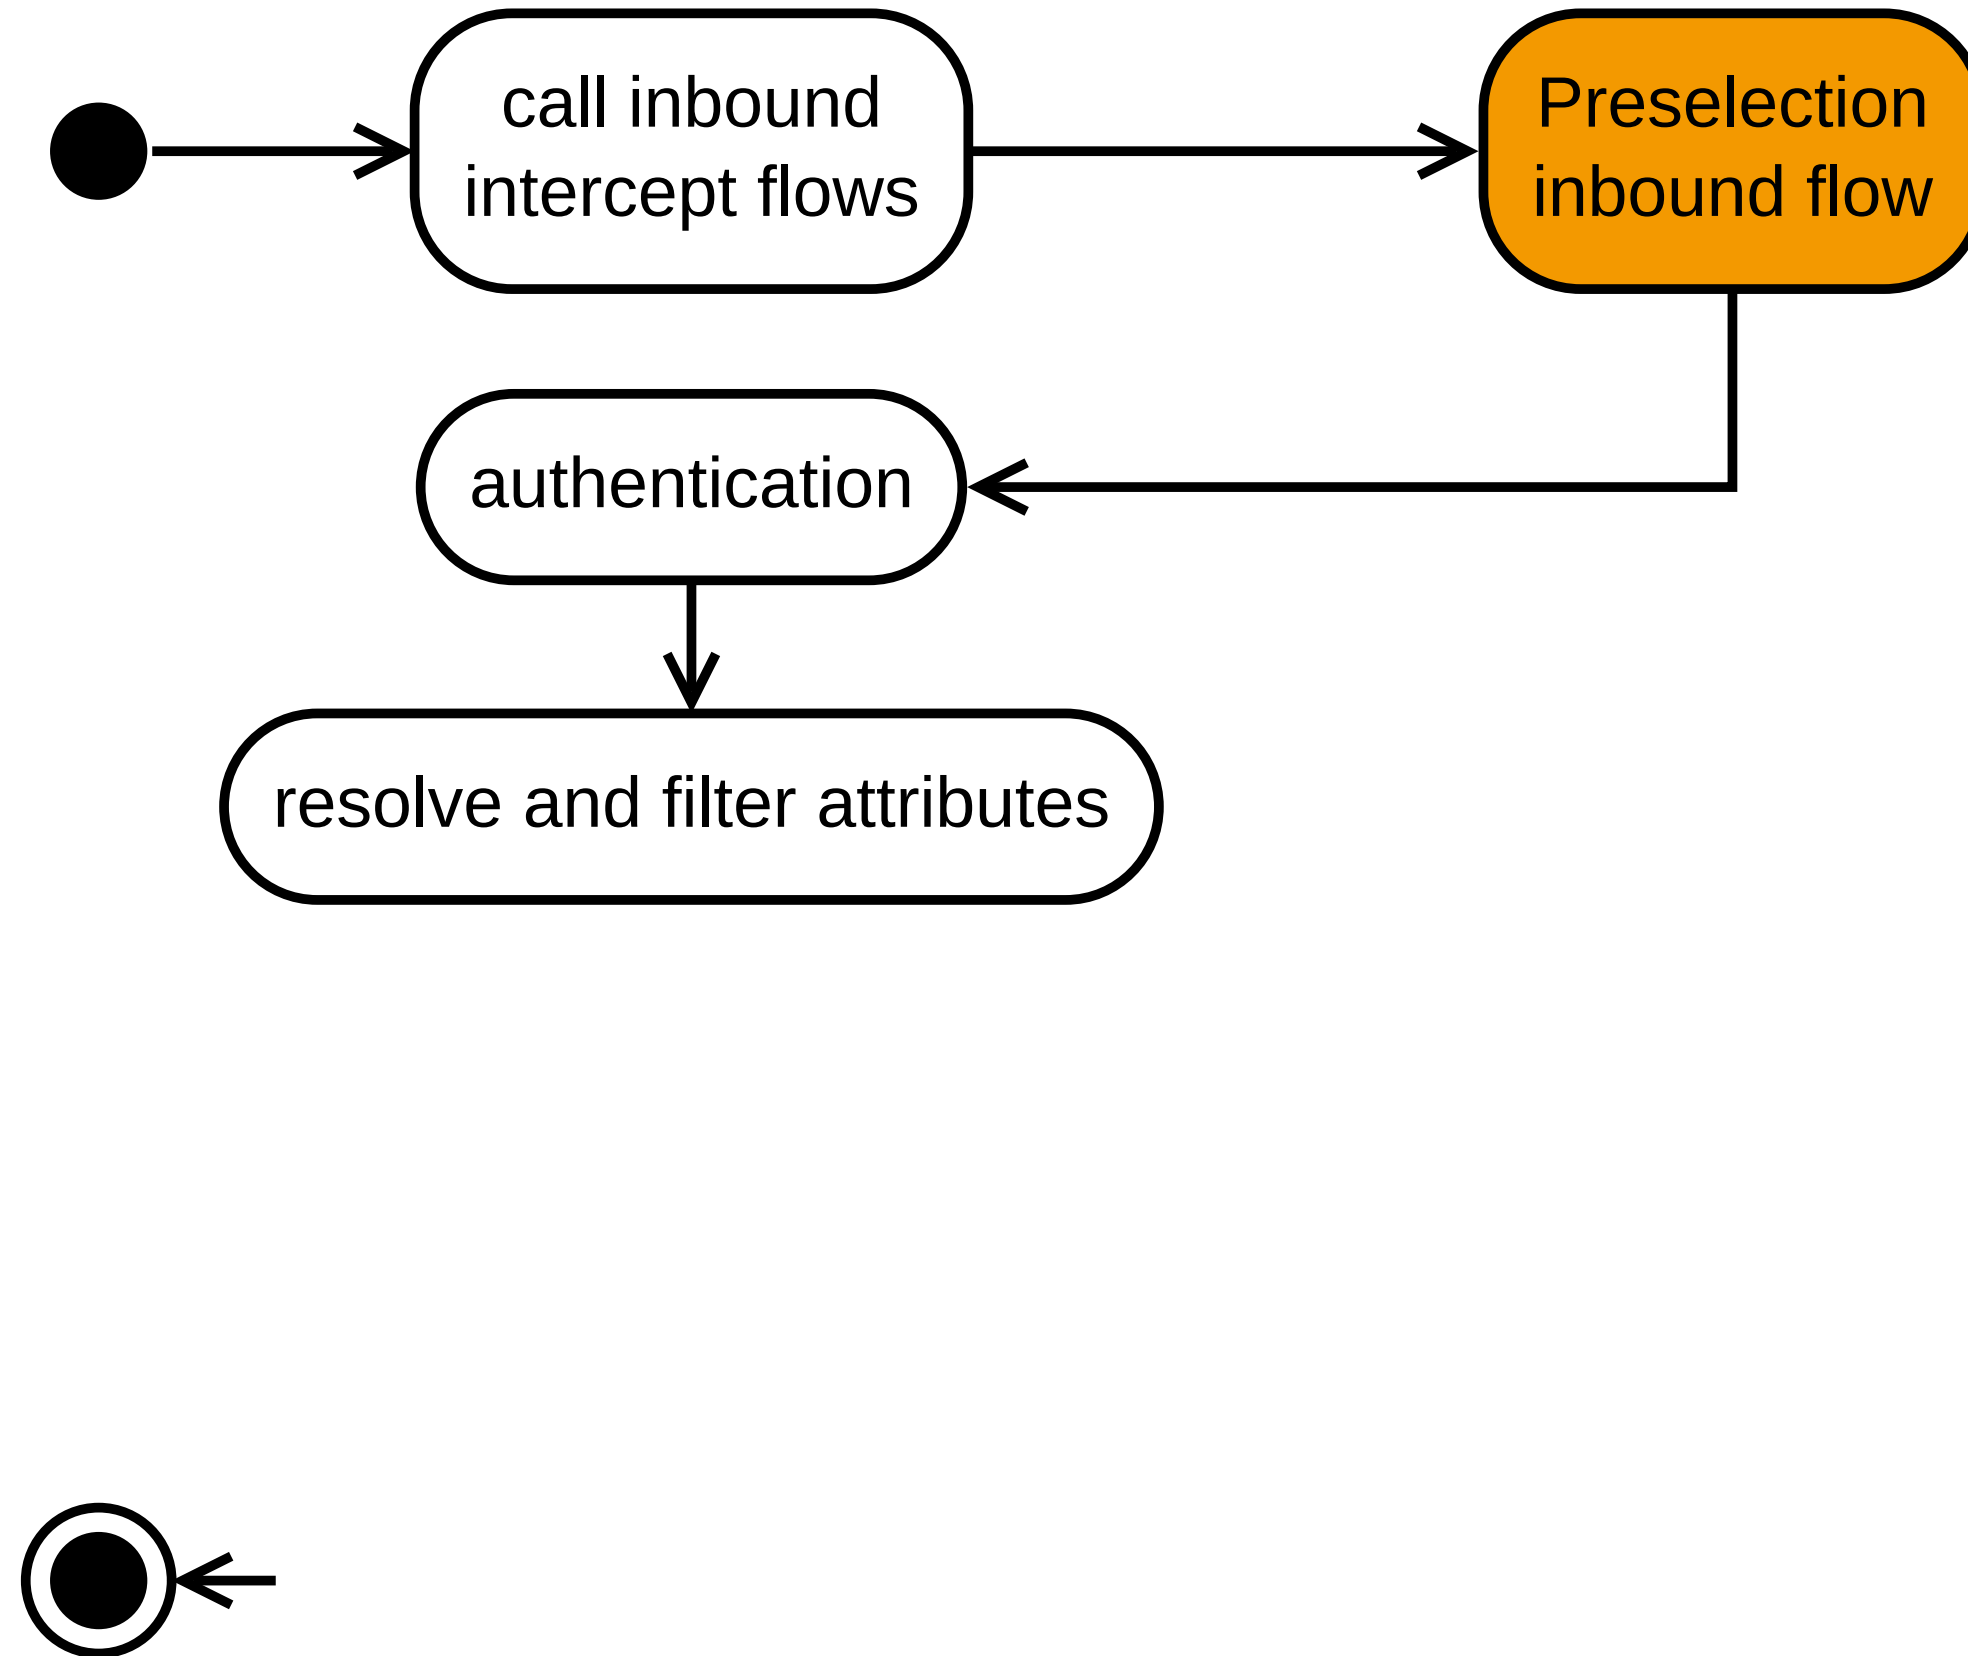 call inbound
intercept flows
Preselection
inbound flow
authentication
resolve and filter attributes